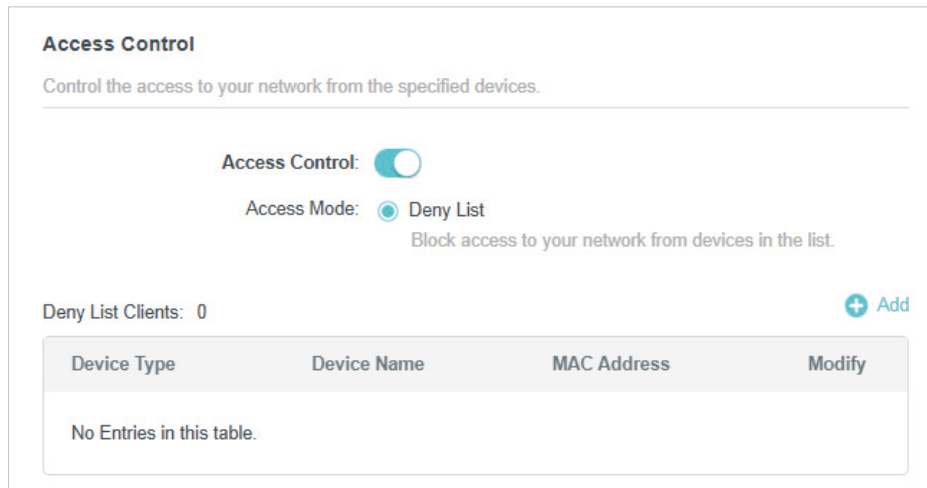 Access Control
Control the access to your network from the specified devices.
Access Control:
Access Mode: Deny List
Block access to your network from devices in the list.
Deny List Clients: 0 Add
Device Type Device Name MAC Address Modify
No Entries in this table.